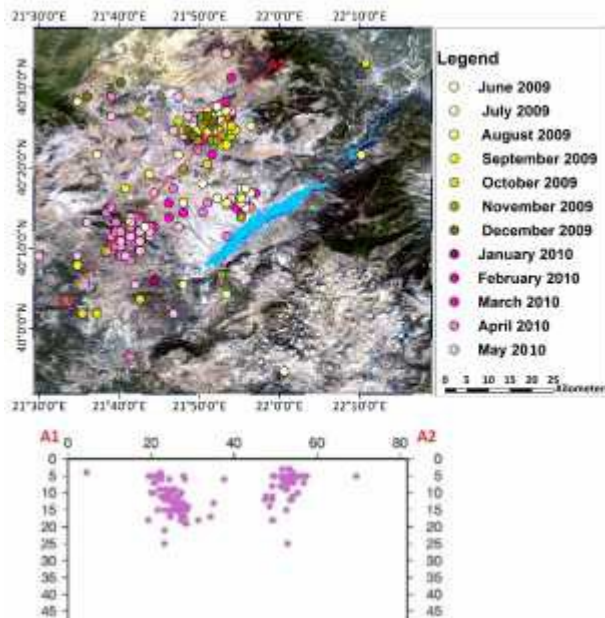 21°30'0"E 21°40'0"E 21°50'0"E 22°0'0"E 22°10'0"E
40°30'0"N
40°20'0"N
40°10'0"N
40°0'0"N
Legend
June 2009
July 2009
August 2009
September 2009
October 2009
November 2009
December 2009
January 2010
February 2010
March 2010
April 2010
May 2010
0 5 10 15 20 25
Kilometer
21°30'0"E 21°40'0"E 21°50'0"E 22°0'0"E 22°10'0"E
A1 0 20 40 60 80 A2
0 0
5 5
10 10
15 15
20 20
25 25
30 30
35 35
40 40
45 45